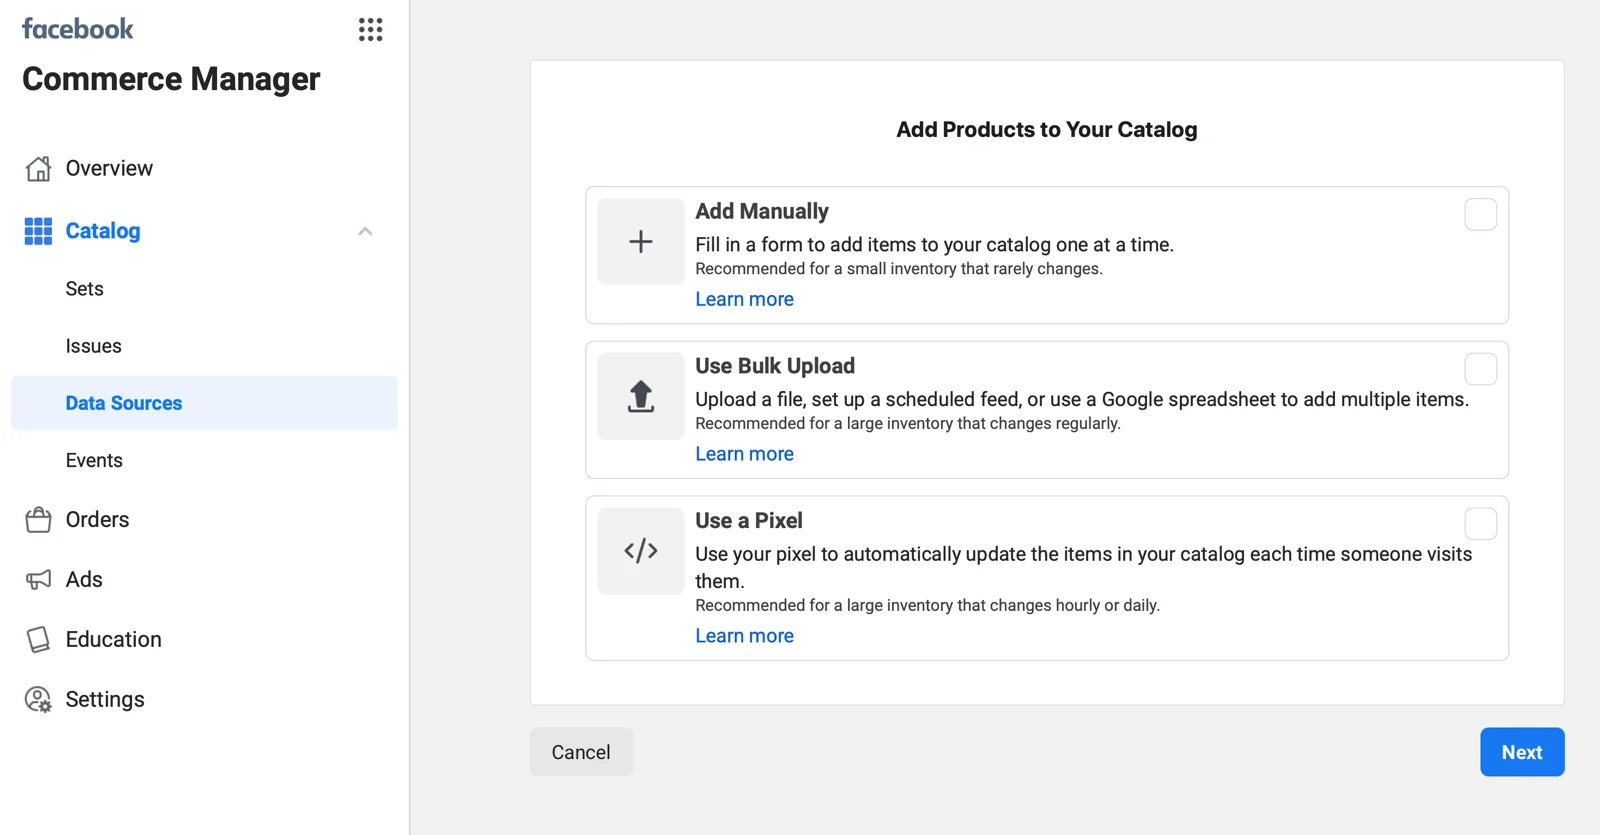 facebook
Commerce Manager
Overview
Catalog
Sets
Issues
Data Sources
Events
Orders
Ads
Education
Settings
Add Products to Your Catalog
Add Manually
Fill in a form to add items to your catalog one at a time.
Recommended for a small inventory that rarely changes.
Learn more
Use Bulk Upload
Upload a file, set up a scheduled feed, or use a Google spreadsheet to add multiple items.
Recommended for a large inventory that changes regularly.
Learn more
Use a Pixel
Use your pixel to automatically update the items in your catalog each time someone visits
them.
Recommended for a large inventory that changes hourly or daily.
Learn more
Cancel
Next